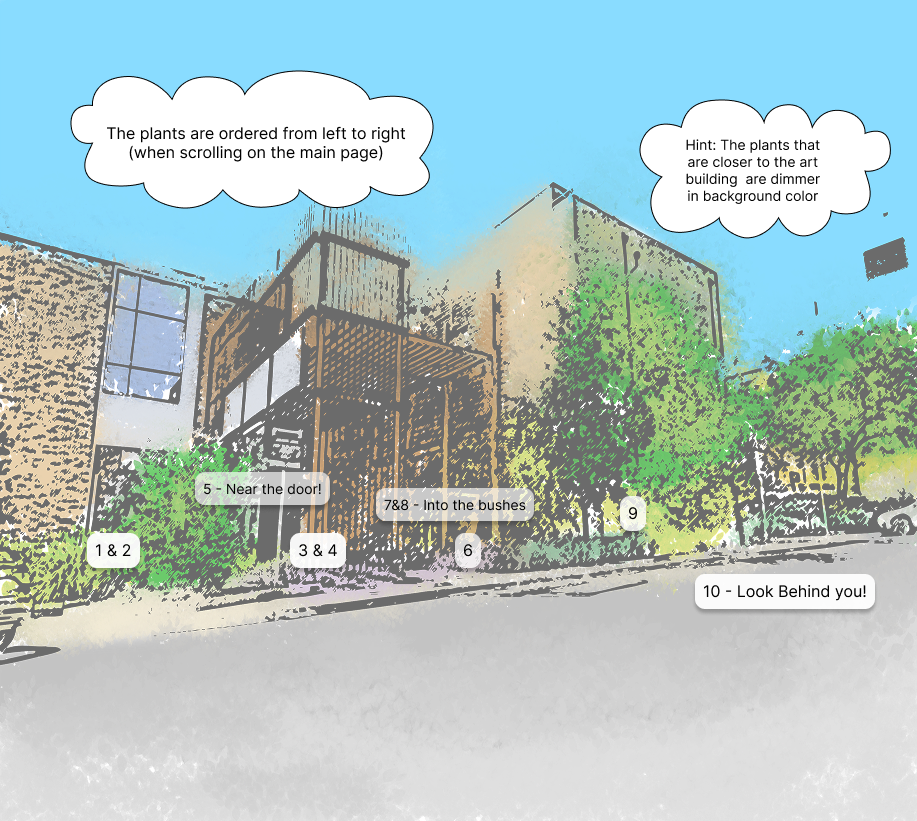 The plants are ordered from left to right
(when scrolling on the main page)
Hint: The plants that
are closer to the art
building are dimmer
in background color
5 - Near the door!
7&8 - Into the bushes
9
1 & 2
3 & 4
6
10 - Look Behind you!